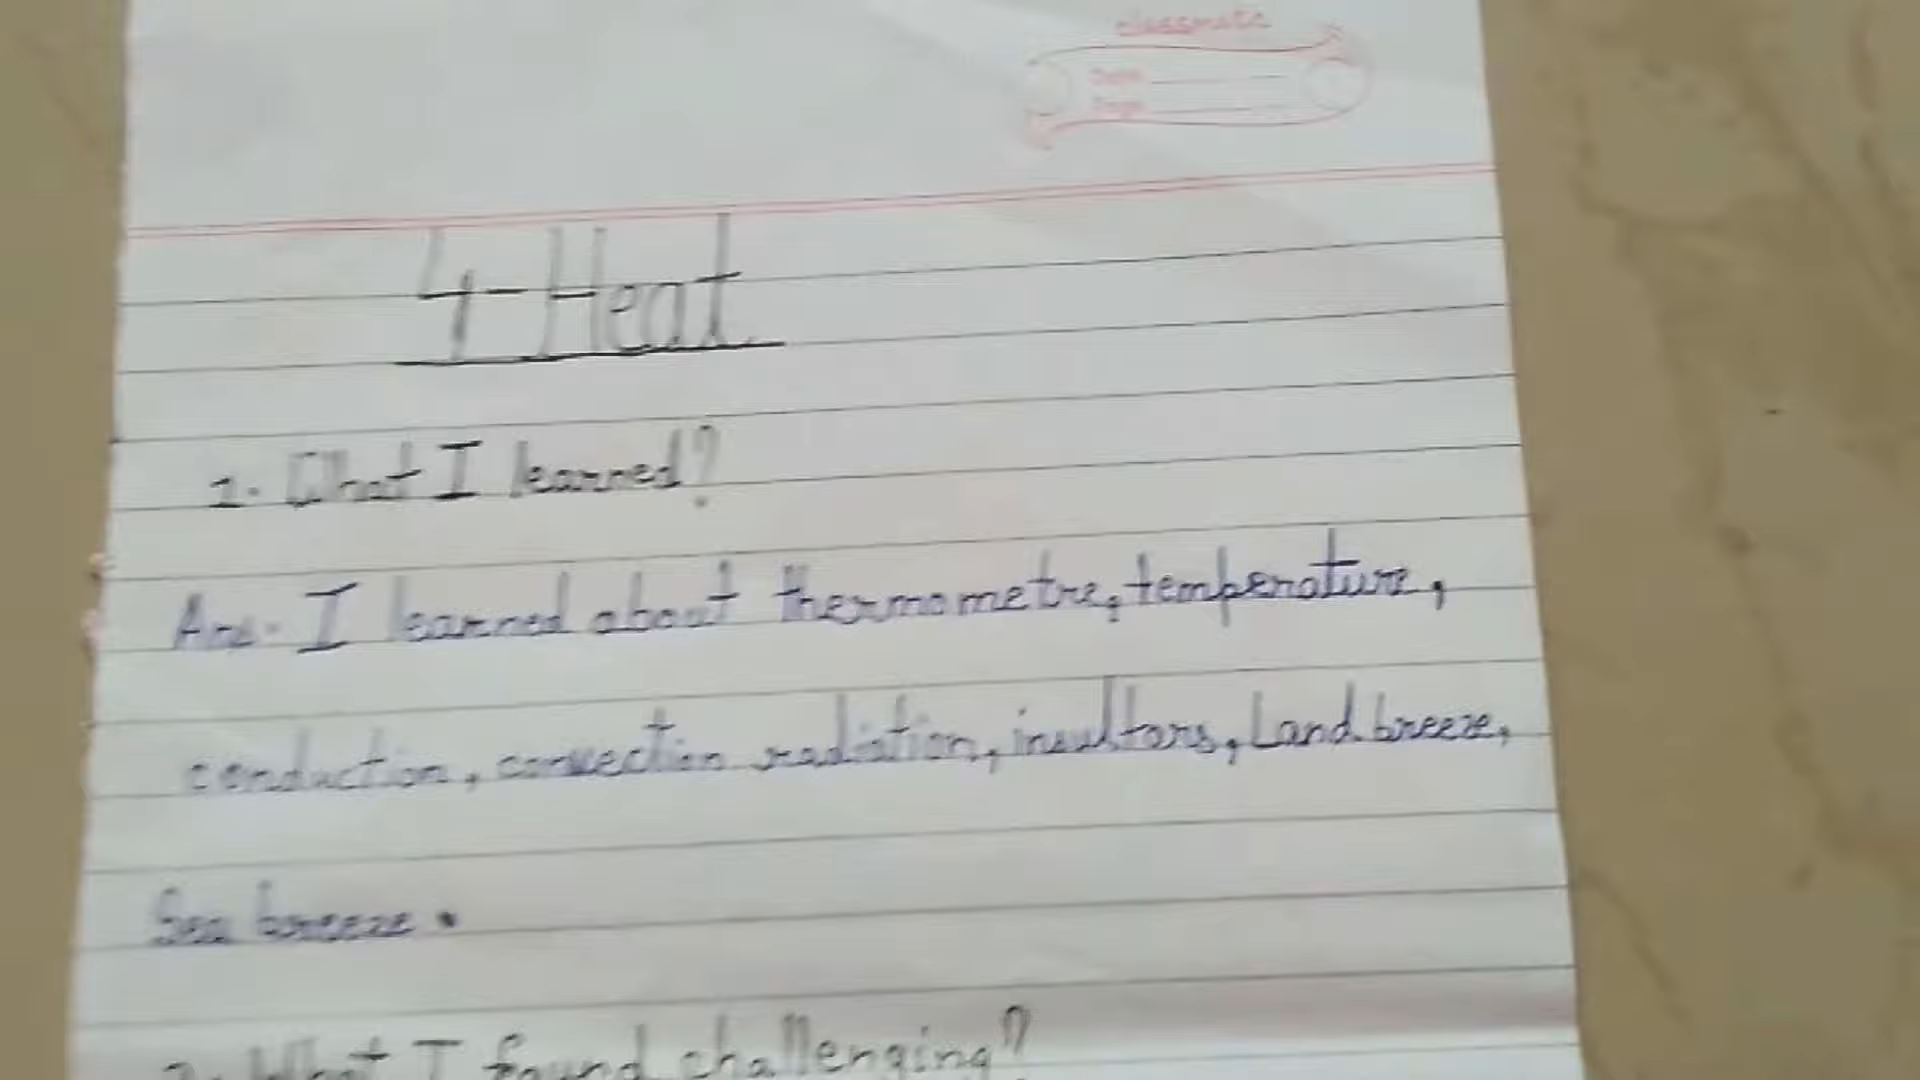 classmate
Date
Page
4-Heat
1. What I learned?
Ans- I learned about thermometre, temperature,
conduction, convection radiation, insultors, Land breeze,
Sea breeze.
2. What I found challenging?